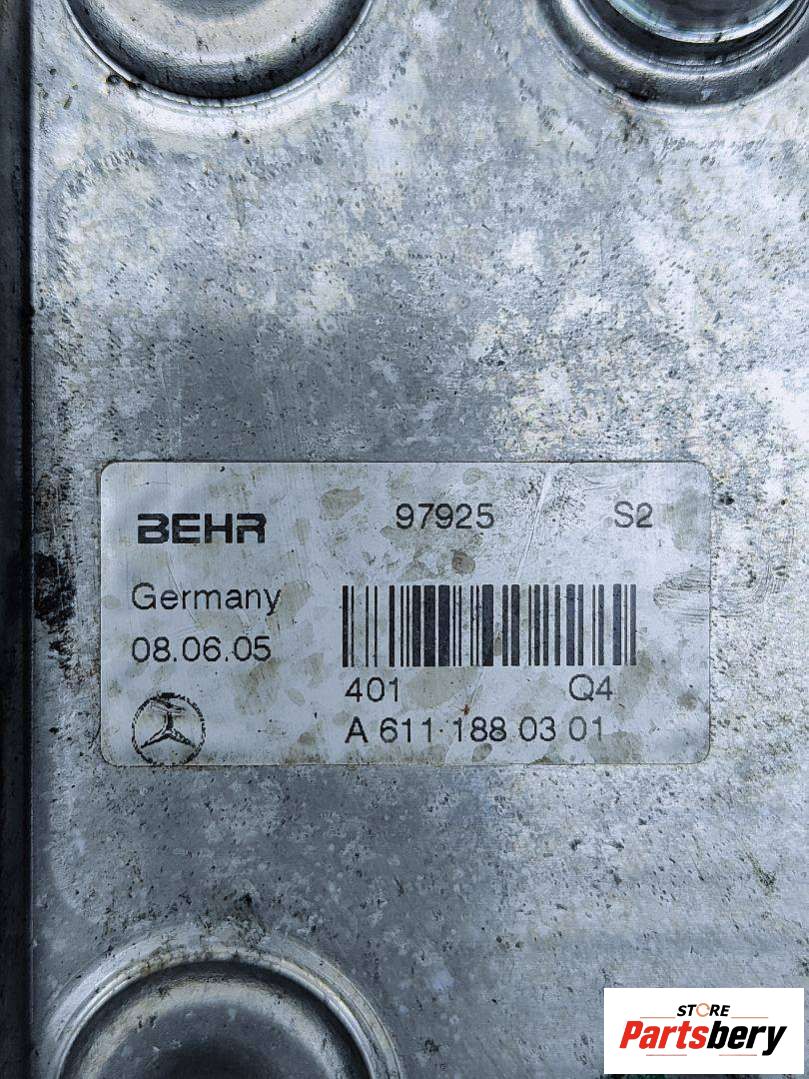 BEHR 97925 S2
Germany
08.06.05
401 Q4
A 611 188 03 01
STORE
Partsbery